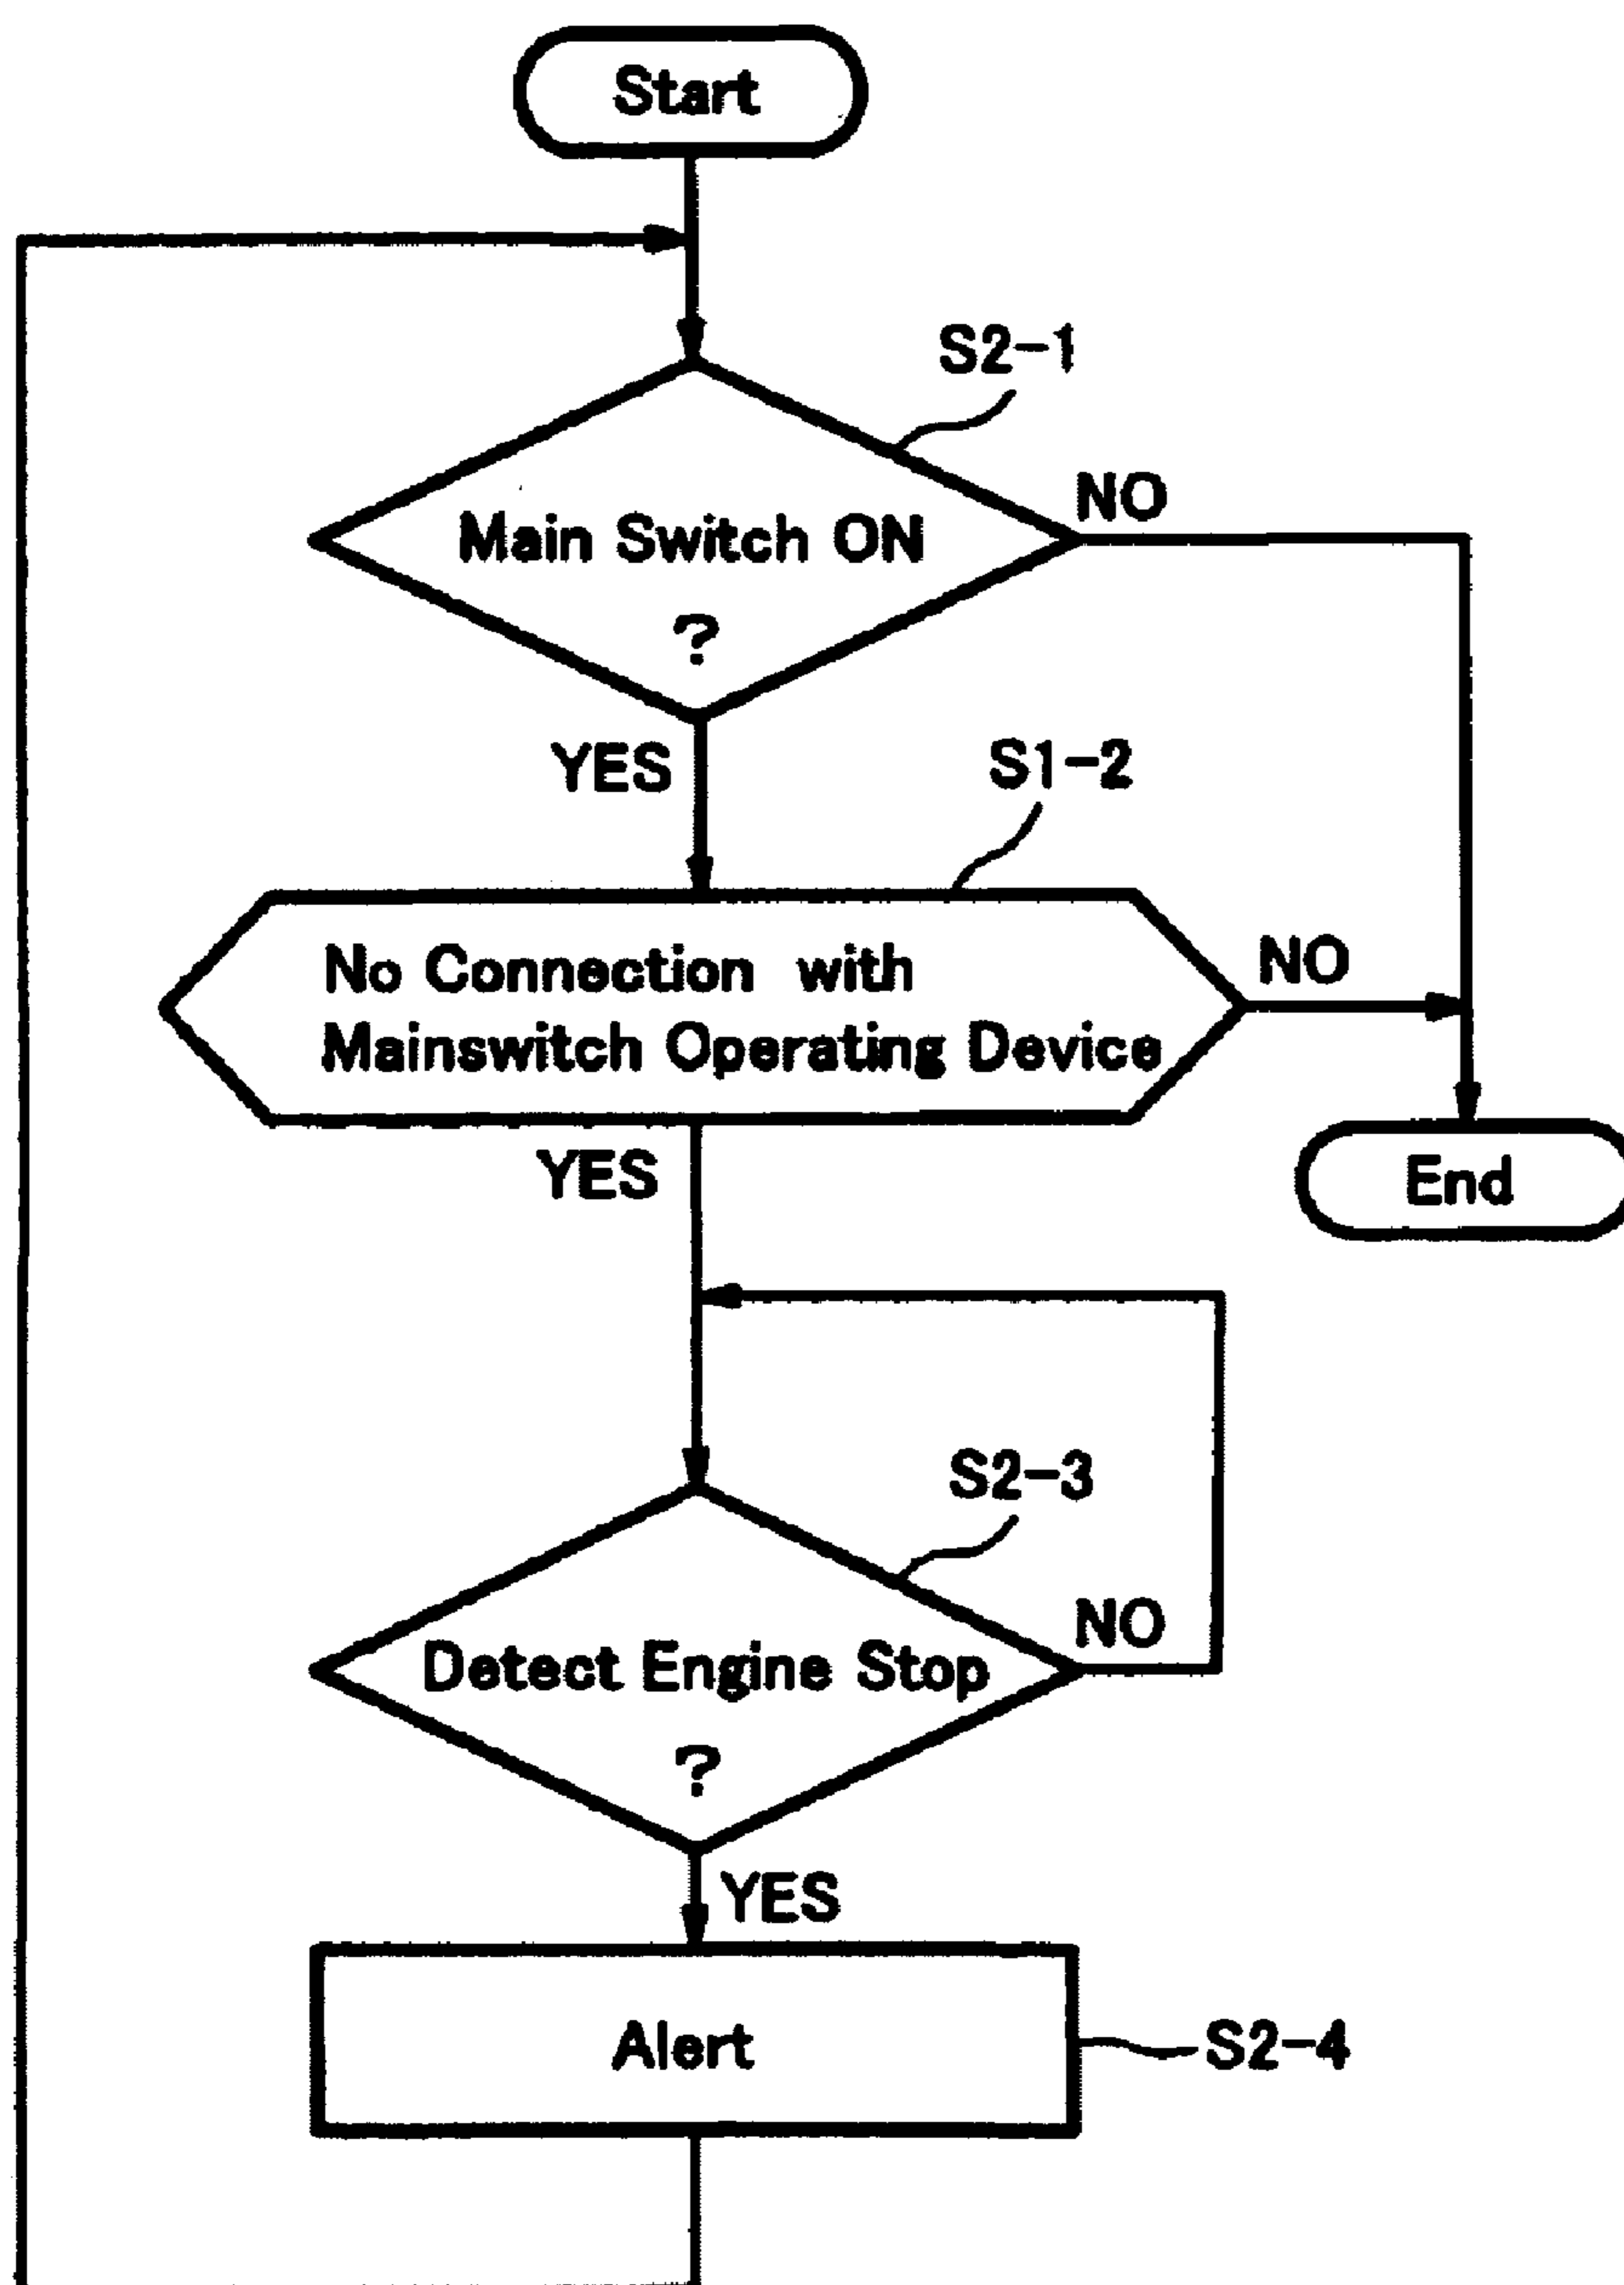 Start
S2-1
Main Switch ON
?
NO
YES
S1-2
No Connection with
Mainswitch Operating Device
NO
YES
End
S2-3
Detect Engine Stop
?
NO
YES
Alert
S2-4